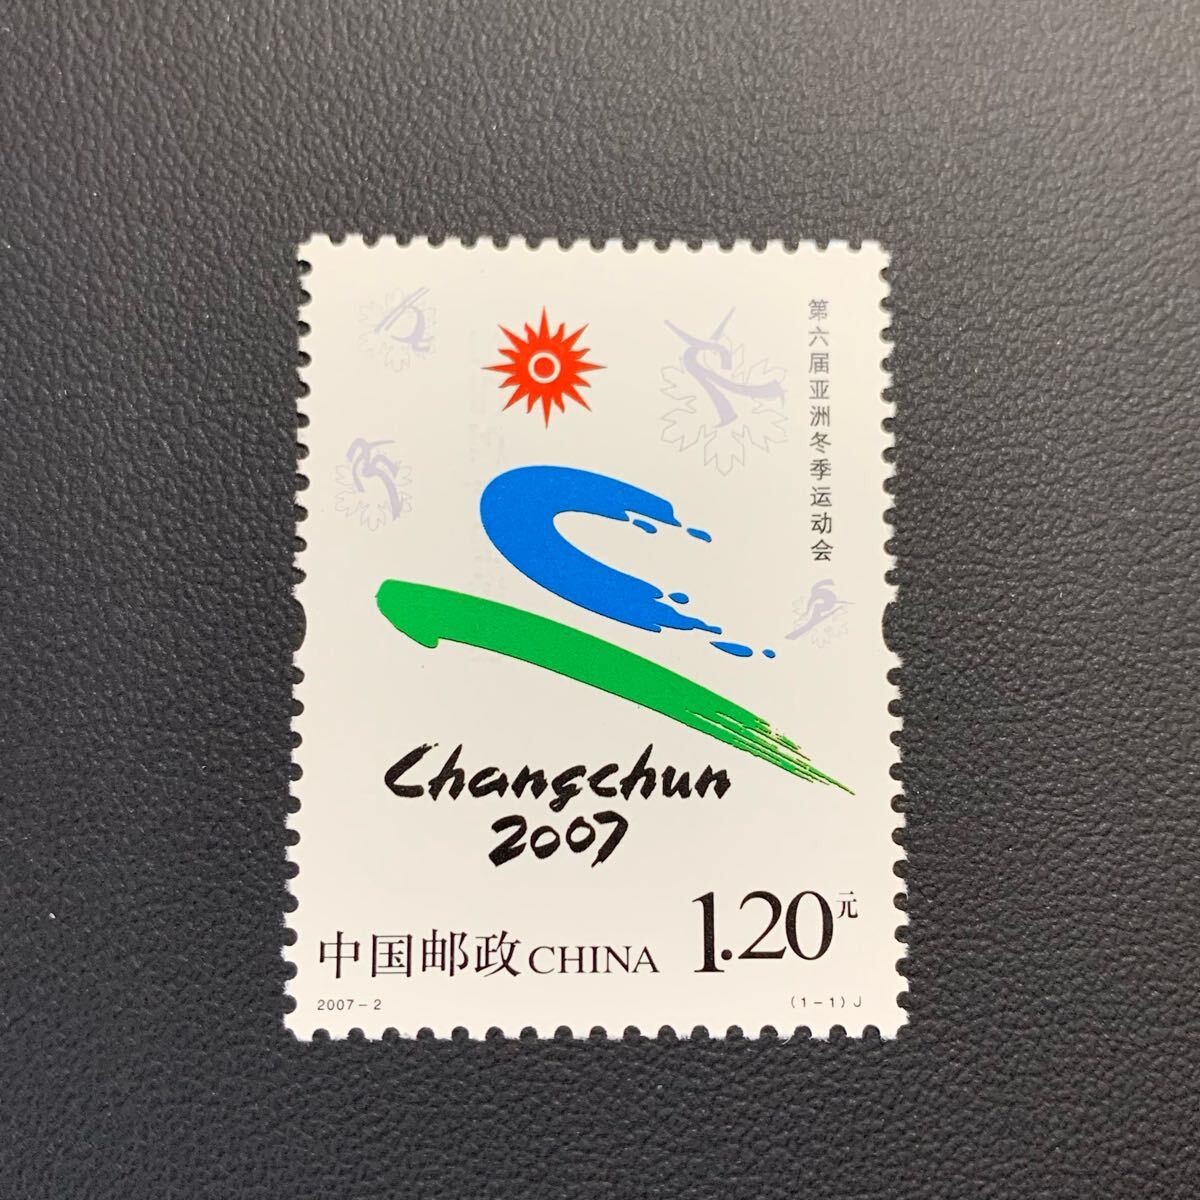 第六届亚洲冬季运动会
Changchun
2007
1.20元
中国邮政CHINA
2007-2
(1-1)J